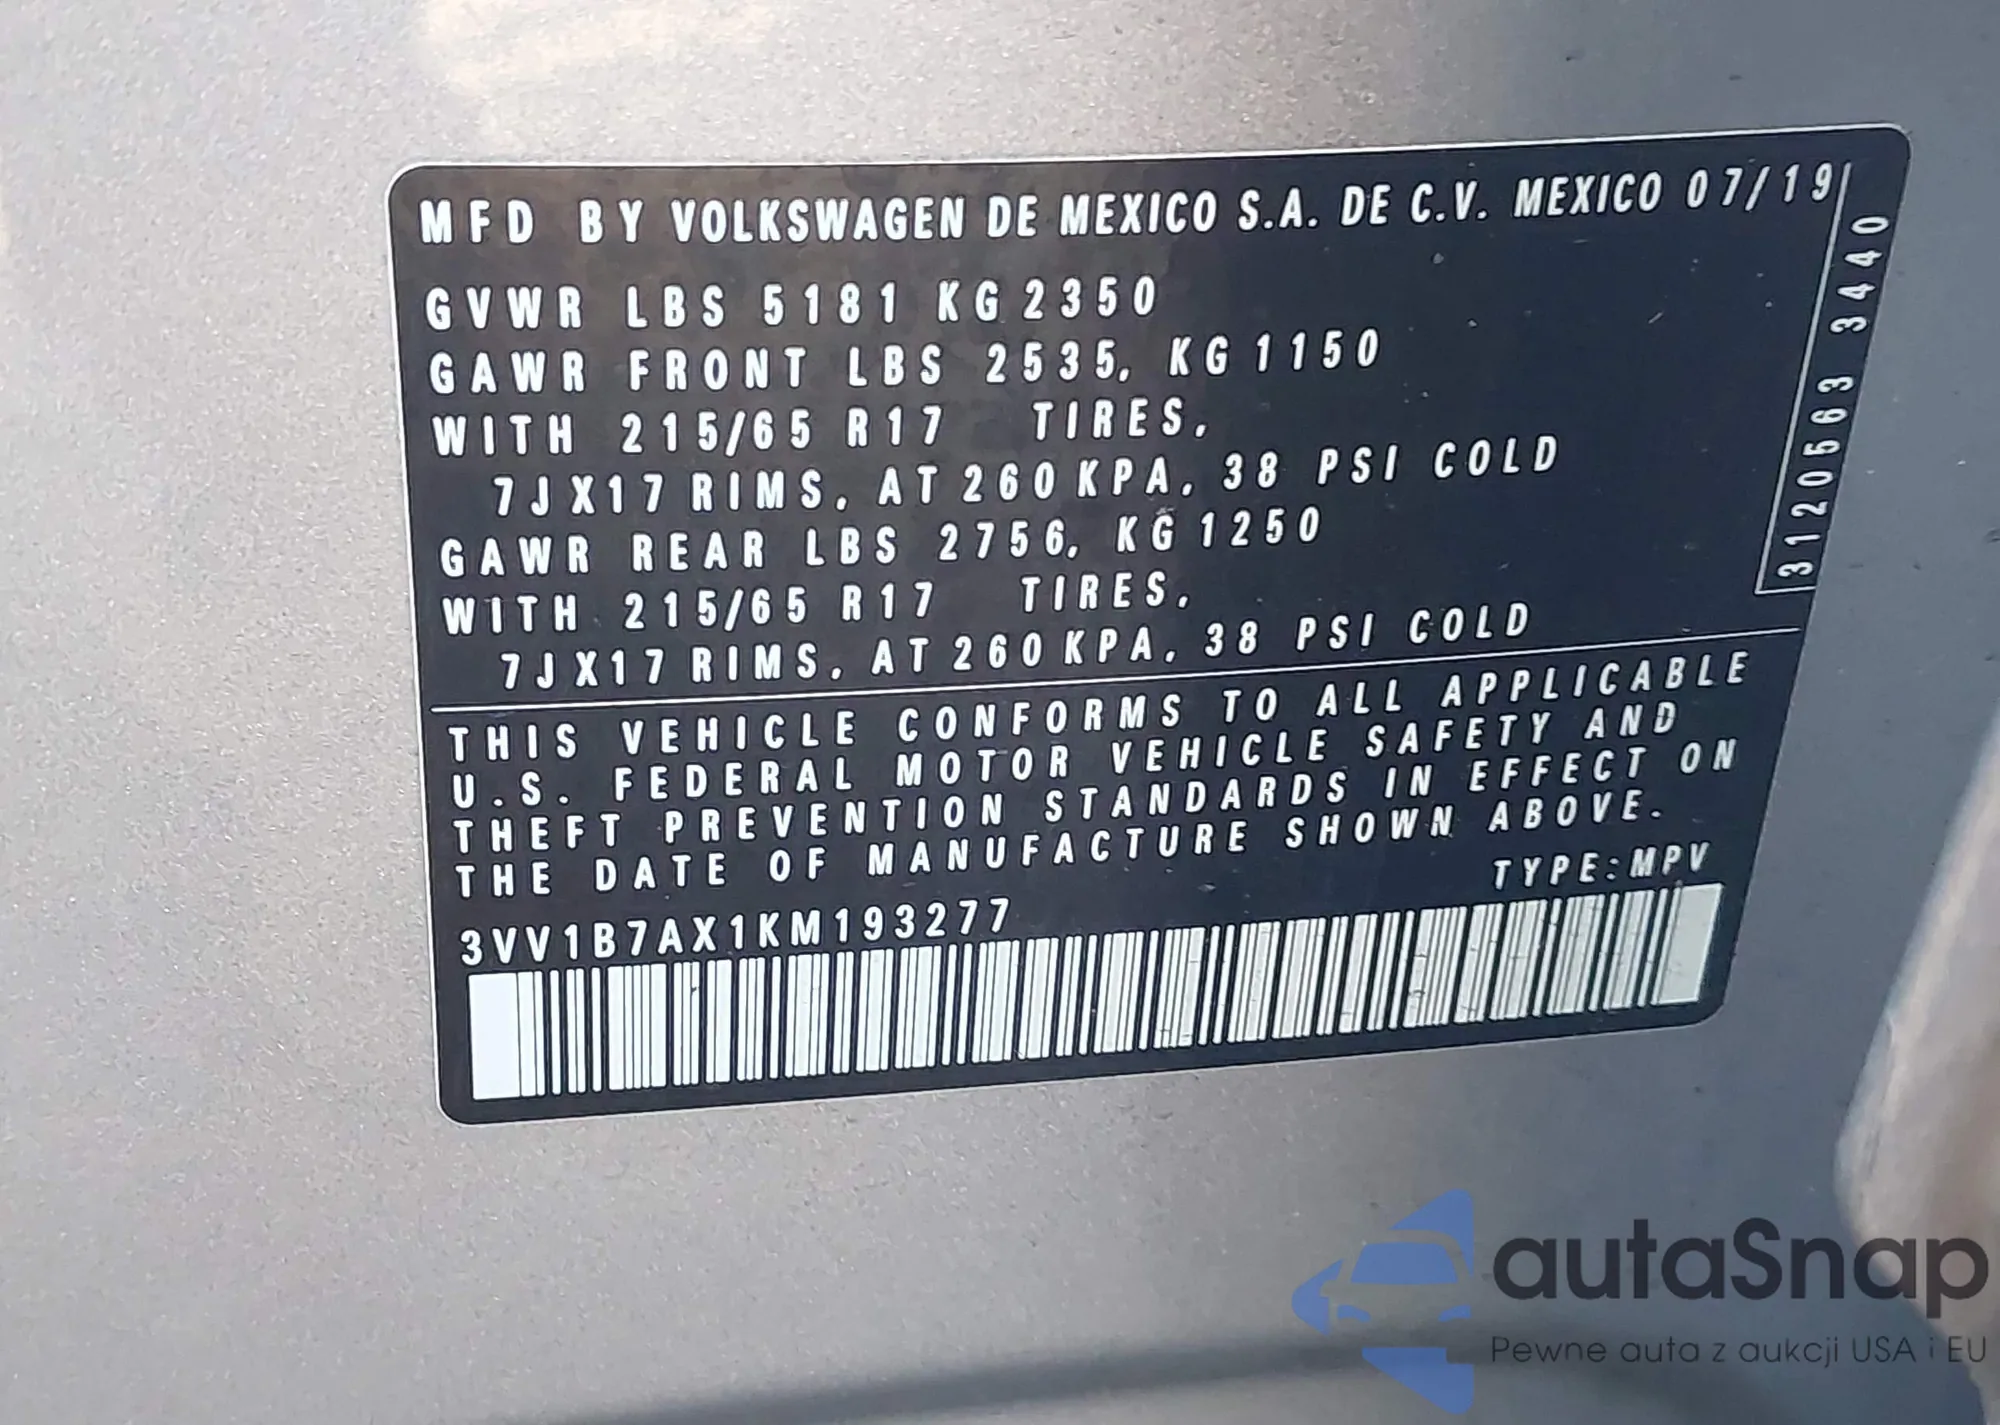 MFD BY VOLKSWAGEN DE MEXICO S.A. DE C.V. MEXICO 07/19
GVWR LBS 5181 KG 2350
GAWR FRONT LBS 2535, KG 1150
WITH 215/65 R17 TIRES,
7JX17 RIMS, AT 260 KPA, 38 PSI COLD
GAWR REAR LBS 2756, KG 1250
WITH 215/65 R17 TIRES,
7JX17 RIMS, AT 260 KPA, 38 PSI COLD
3120563 3440
THIS VEHICLE CONFORMS TO ALL APPLICABLE
U.S. FEDERAL MOTOR VEHICLE SAFETY AND
THEFT PREVENTION STANDARDS IN EFFECT ON
THE DATE OF MANUFACTURE SHOWN ABOVE.
TYPE:MPV
3VV1B7AX1KM193277
autaSnap
Pewne auta z aukcji USA i EU